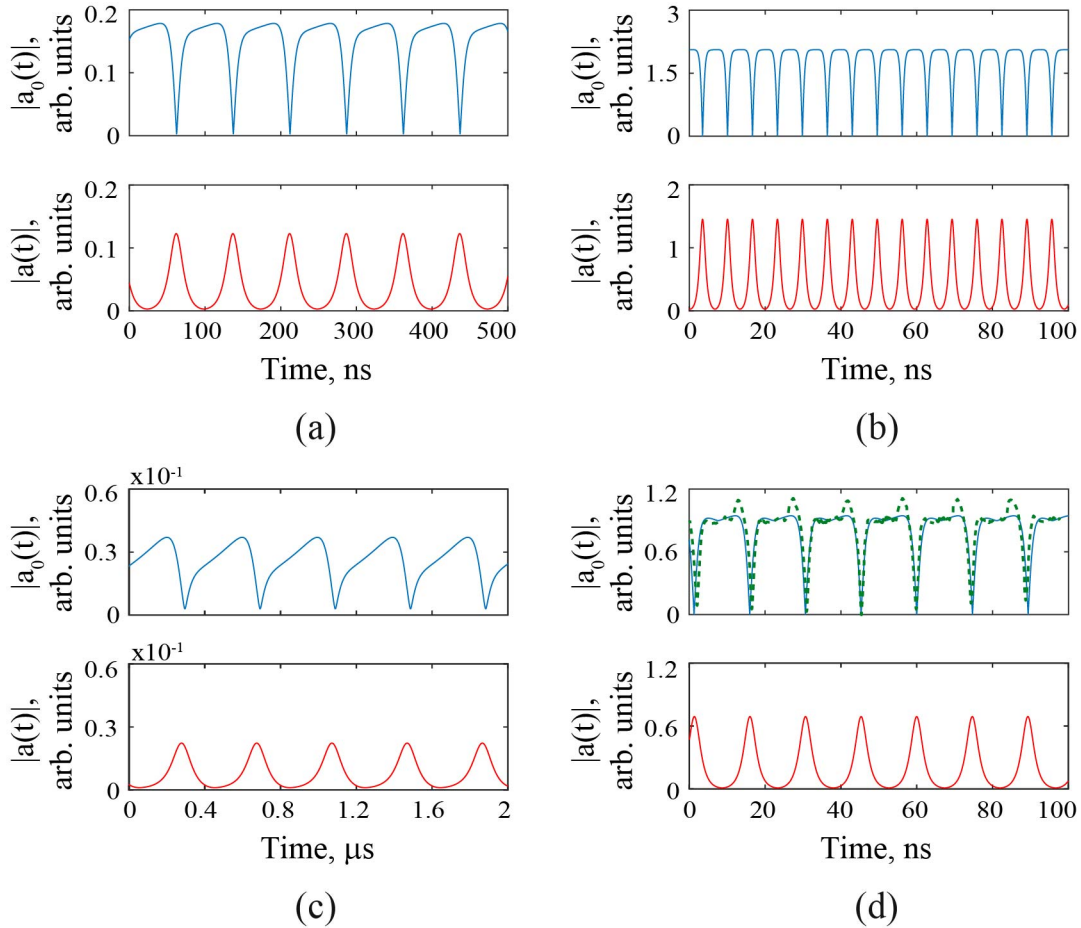 |a₀(t)|,
arb. units
0.2
0.1
0
|a(t)|,
arb. units
0.2
0.1
0
0 100 200 300 400 500
Time, ns
(a)
|a₀(t)|,
arb. units
3
1.5
0
|a(t)|,
arb. units
2
1
0
0 20 40 60 80 100
Time, ns
(b)
x10⁻¹
|a₀(t)|,
arb. units
0.6
0.3
0
x10⁻¹
|a(t)|,
arb. units
0.6
0.3
0
0 0.4 0.8 1.2 1.6 2
Time, μs
(c)
|a₀(t)|,
arb. units
1.2
0.6
0
|a(t)|,
arb. units
1.2
0.6
0
0 20 40 60 80 100
Time, ns
(d)